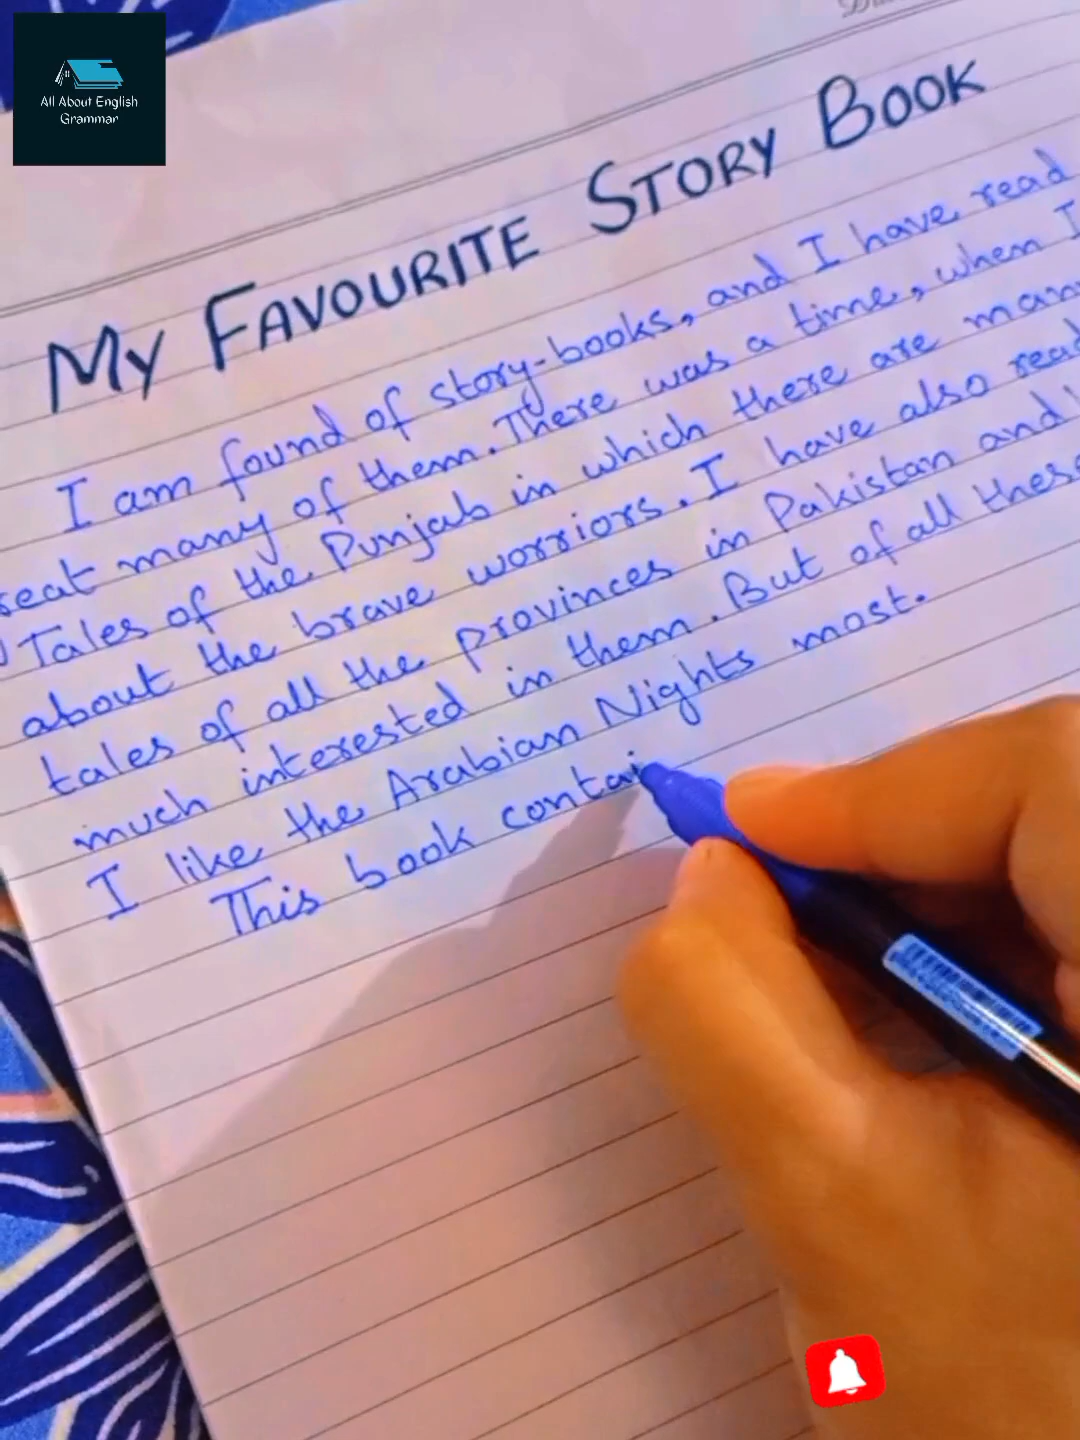 All About English
Grammar
MY FAVOURITE STORY BOOK
I am found of story-books, and I have read
reat many of them. There was a time, when I
Tales of the Punjab in which there are many
about the brave worriors. I have also read
tales of all the provinces in Pakistan and
much interested in them. But of all these
I like the Arabian Nights most.
This book contai